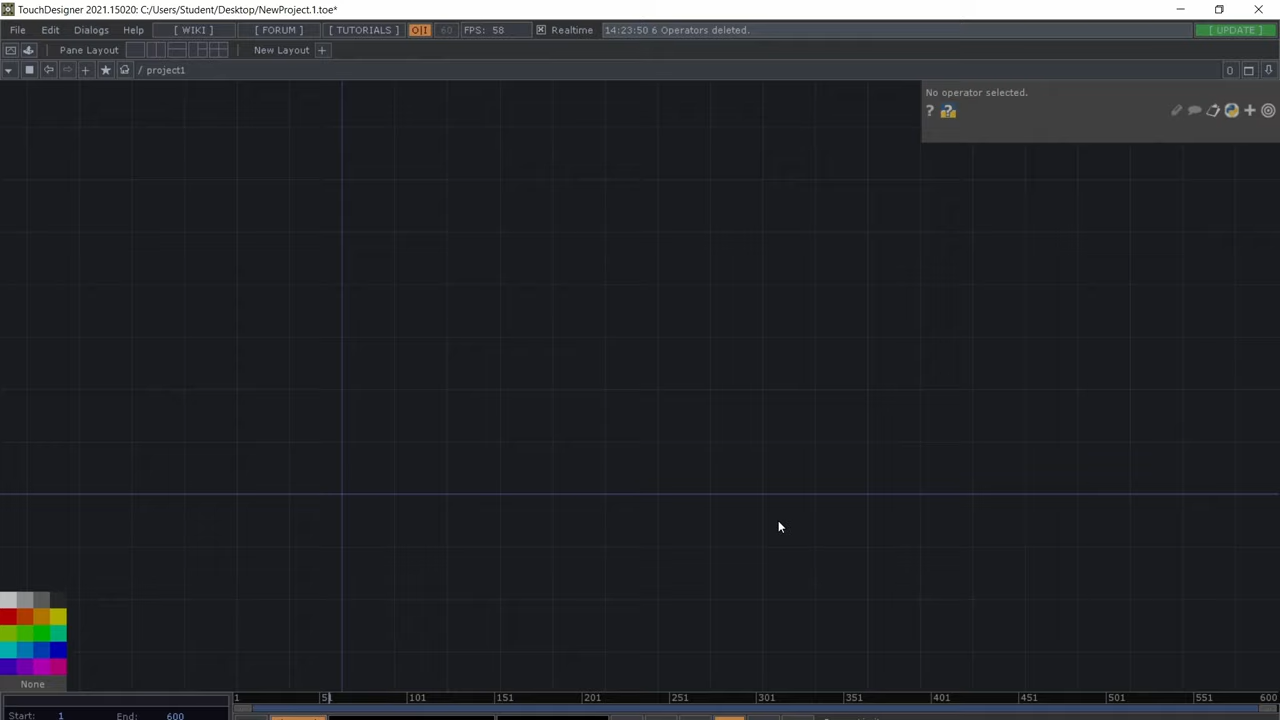 TouchDesigner 2021.15020: C:/Users/Student/Desktop/NewProject.1.toe*
File Edit Dialogs Help [ WIKI ] [ FORUM ] [ TUTORIALS ] O|I 60 FPS: 58 Realtime 14:23:50 6 Operators deleted. [ UPDATE ]
Pane Layout New Layout +
/ project1 0
No operator selected.
? ?
None
1 51 101 151 201 251 301 351 401 451 501 551 600
Start: 1 End: 600